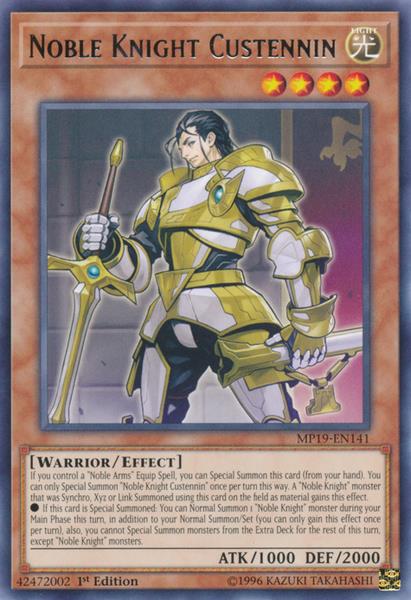 NOBLE KNIGHT CUSTENNIN
LIGHT
光
MP19-EN141
[WARRIOR/EFFECT]
If you control a "Noble Arms" Equip Spell, you can Special Summon this card (from your hand). You
can only Special Summon "Noble Knight Custennin" once per turn this way. A "Noble Knight" monster
that was Synchro, Xyz or Link Summoned using this card on the field as material gains this effect.
● If this card is Special Summoned: You can Normal Summon 1 "Noble Knight" monster during your
Main Phase this turn, in addition to your Normal Summon/Set (you can only gain this effect once
per turn), also, you cannot Special Summon monsters from the Extra Deck for the rest of this turn,
except "Noble Knight" monsters.
ATK/1000 DEF/2000
42472002 1st Edition ©1996 KAZUKI TAKAHASHI